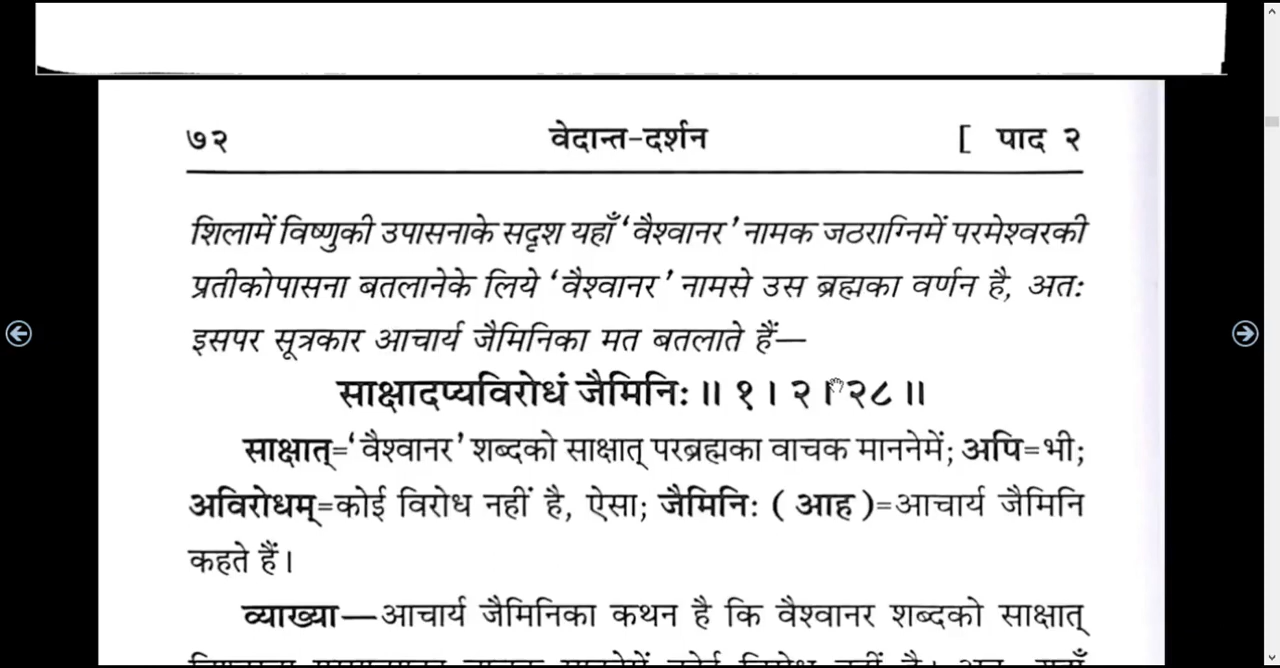 ७२ वेदान्त-दर्शन [ पाद २
शिलामें विष्णुकी उपासनाके सदृश यहाँ ‘वैश्वानर’ नामक जठराग्निमें परमेश्वरकी
प्रतीकोपासना बतलानेके लिये ‘वैश्वानर’ नामसे उस ब्रह्मका वर्णन है, अतः
इसपर सूत्रकार आचार्य जैमिनिका मत बतलाते हैं—
साक्षादप्यविरोधं जैमिनिः॥ १।२।२८॥
साक्षात्=‘वैश्वानर’ शब्दको साक्षात् परब्रह्मका वाचक माननेमें; अपि=भी;
अविरोधम्=कोई विरोध नहीं है, ऐसा; जैमिनिः (आह)=आचार्य जैमिनि
कहते हैं।
व्याख्या—आचार्य जैमिनिका कथन है कि वैश्वानर शब्दको साक्षात्